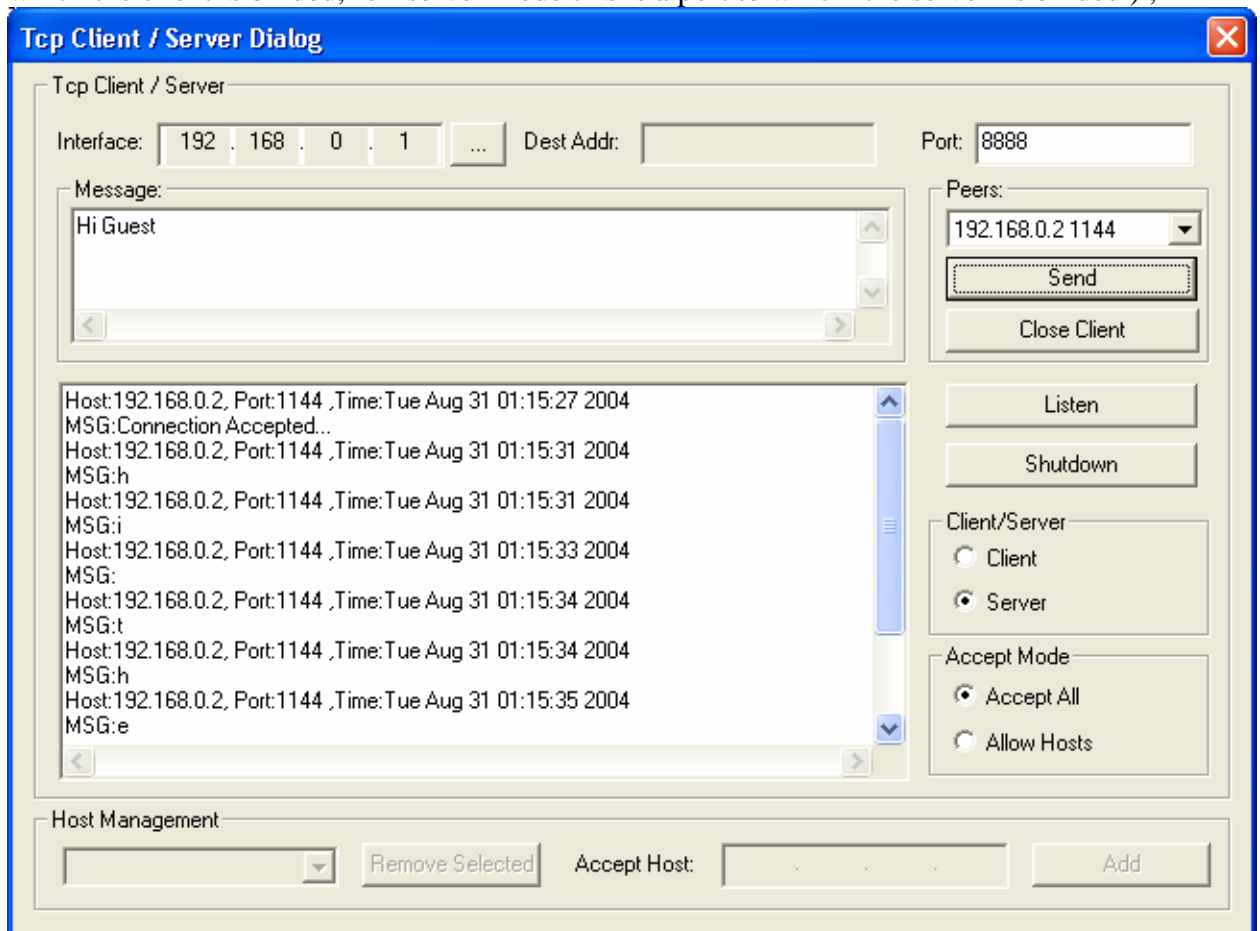 Tcp Client / Server Dialog
Tcp Client / Server
Interface: 192 . 168 . 0 . 1 ... Dest Addr: Port: 8888
Message:
Hi Guest
Peers:
192.168.0.2 1144
Send
Close Client
Host:192.168.0.2, Port:1144 ,Time:Tue Aug 31 01:15:27 2004
MSG:Connection Accepted...
Host:192.168.0.2, Port:1144 ,Time:Tue Aug 31 01:15:31 2004
MSG:h
Host:192.168.0.2, Port:1144 ,Time:Tue Aug 31 01:15:31 2004
MSG:i
Host:192.168.0.2, Port:1144 ,Time:Tue Aug 31 01:15:33 2004
MSG:
Host:192.168.0.2, Port:1144 ,Time:Tue Aug 31 01:15:34 2004
MSG:t
Host:192.168.0.2, Port:1144 ,Time:Tue Aug 31 01:15:34 2004
MSG:h
Host:192.168.0.2, Port:1144 ,Time:Tue Aug 31 01:15:35 2004
MSG:e
Listen
Shutdown
Client/Server
Client
Server
Accept Mode
Accept All
Allow Hosts
Host Management
Remove Selected Accept Host: . . . Add